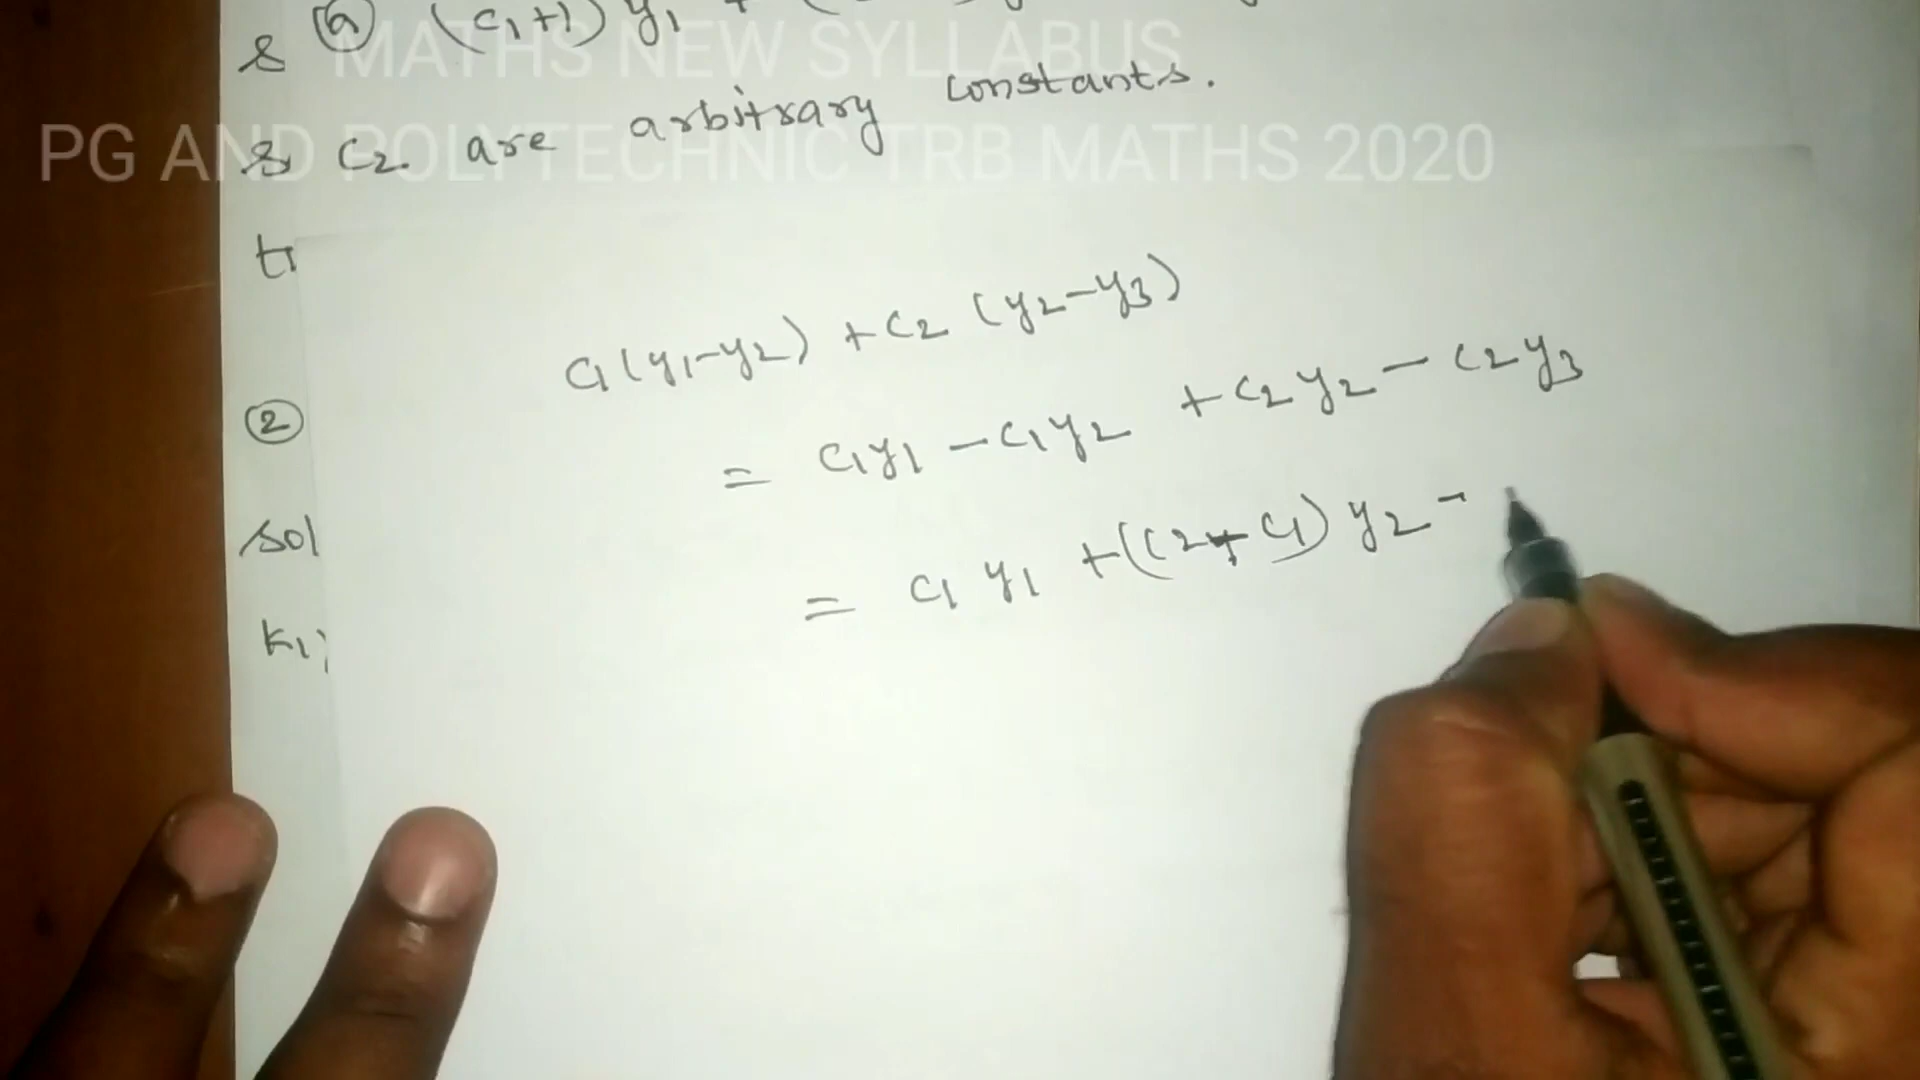 & ⓐ (c₁+1) y₁ +
MATHS NEW SYLLABUS
& c₂ are arbitrary constants.
PG AND POLYTECHNIC TRB MATHS 2020
c₁(y₁-y₂) + c₂ (y₂-y₃)
②
= c₁y₁ - c₁y₂ + c₂y₂ - c₂y₃
sol
= c₁ y₁ + (c₂ - c₁) y₂ -
k₁